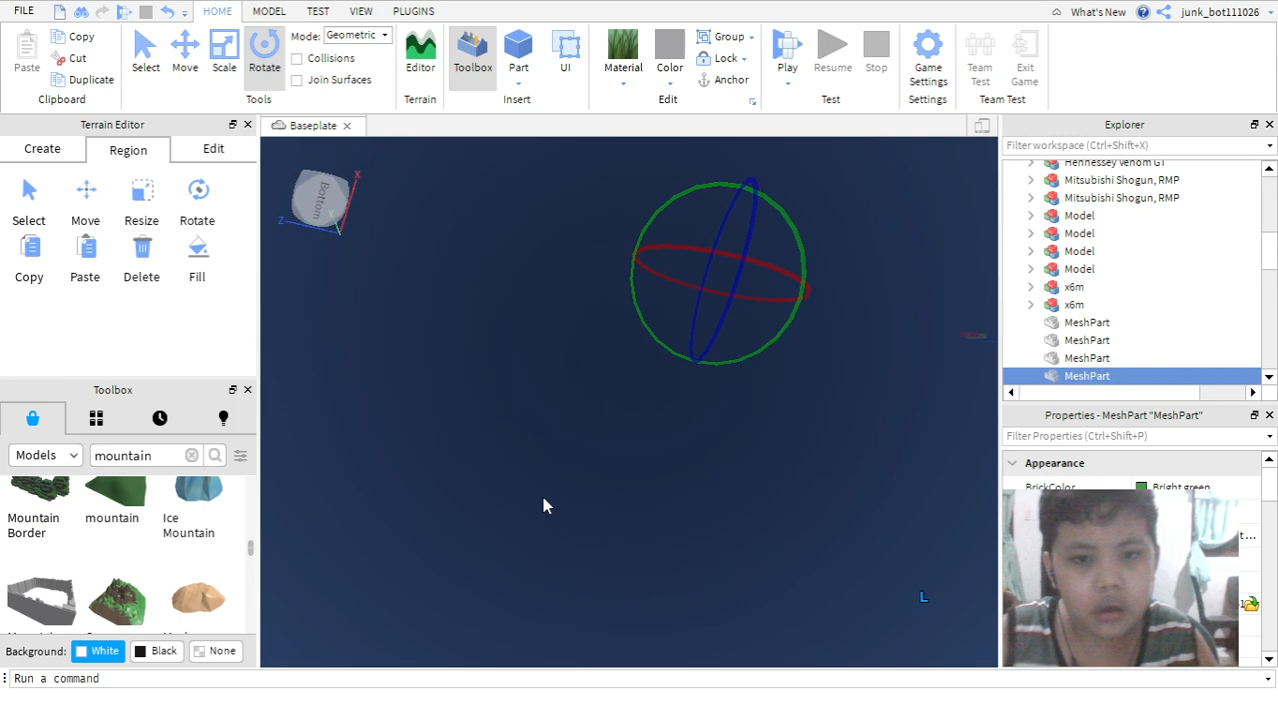 FILE
HOME
MODEL
TEST
VIEW
PLUGINS
What's New
junk_bot111026
Paste
Copy
Cut
Duplicate
Clipboard
Select
Move
Scale
Rotate
Mode: Geometric
Collisions
Join Surfaces
Tools
Editor
Terrain
Toolbox
Part
UI
Insert
Material
Color
Group
Lock
Anchor
Edit
Play
Resume
Stop
Test
Game
Settings
Settings
Team
Test
Exit
Game
Team Test
Terrain Editor
Create
Region
Edit
Select
Move
Resize
Rotate
Copy
Paste
Delete
Fill
Toolbox
Models
mountain
Mountain
Border
mountain
Ice
Mountain
Background:
White
Black
None
Run a command
Baseplate
Bottom
X
Z
L
Explorer
Filter workspace (Ctrl+Shift+X)
Hennessey Venom GT
Mitsubishi Shogun, RMP
Mitsubishi Shogun, RMP
Model
Model
Model
Model
x6m
x6m
MeshPart
MeshPart
MeshPart
MeshPart
Properties - MeshPart "MeshPart"
Filter Properties (Ctrl+Shift+P)
Appearance
BrickColor
Bright green